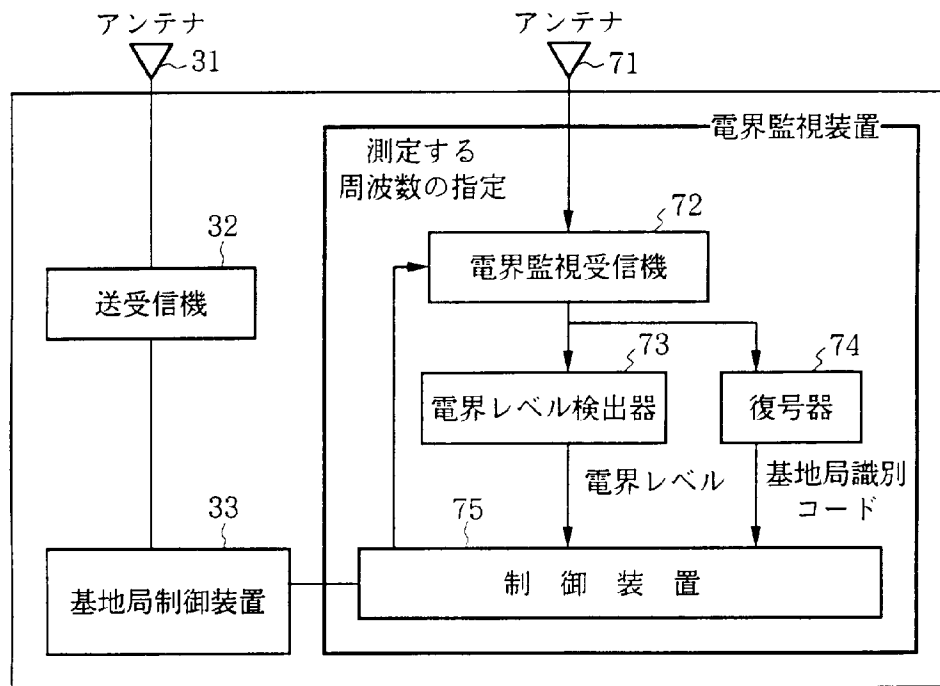 アンテナ
31
アンテナ
71
電界監視装置
測定する
周波数の指定
72
電界監視受信機
32
送受信機
73
電界レベル検出器
74
復号器
電界レベル
基地局識別
コード
33
基地局制御装置
75
制御装置